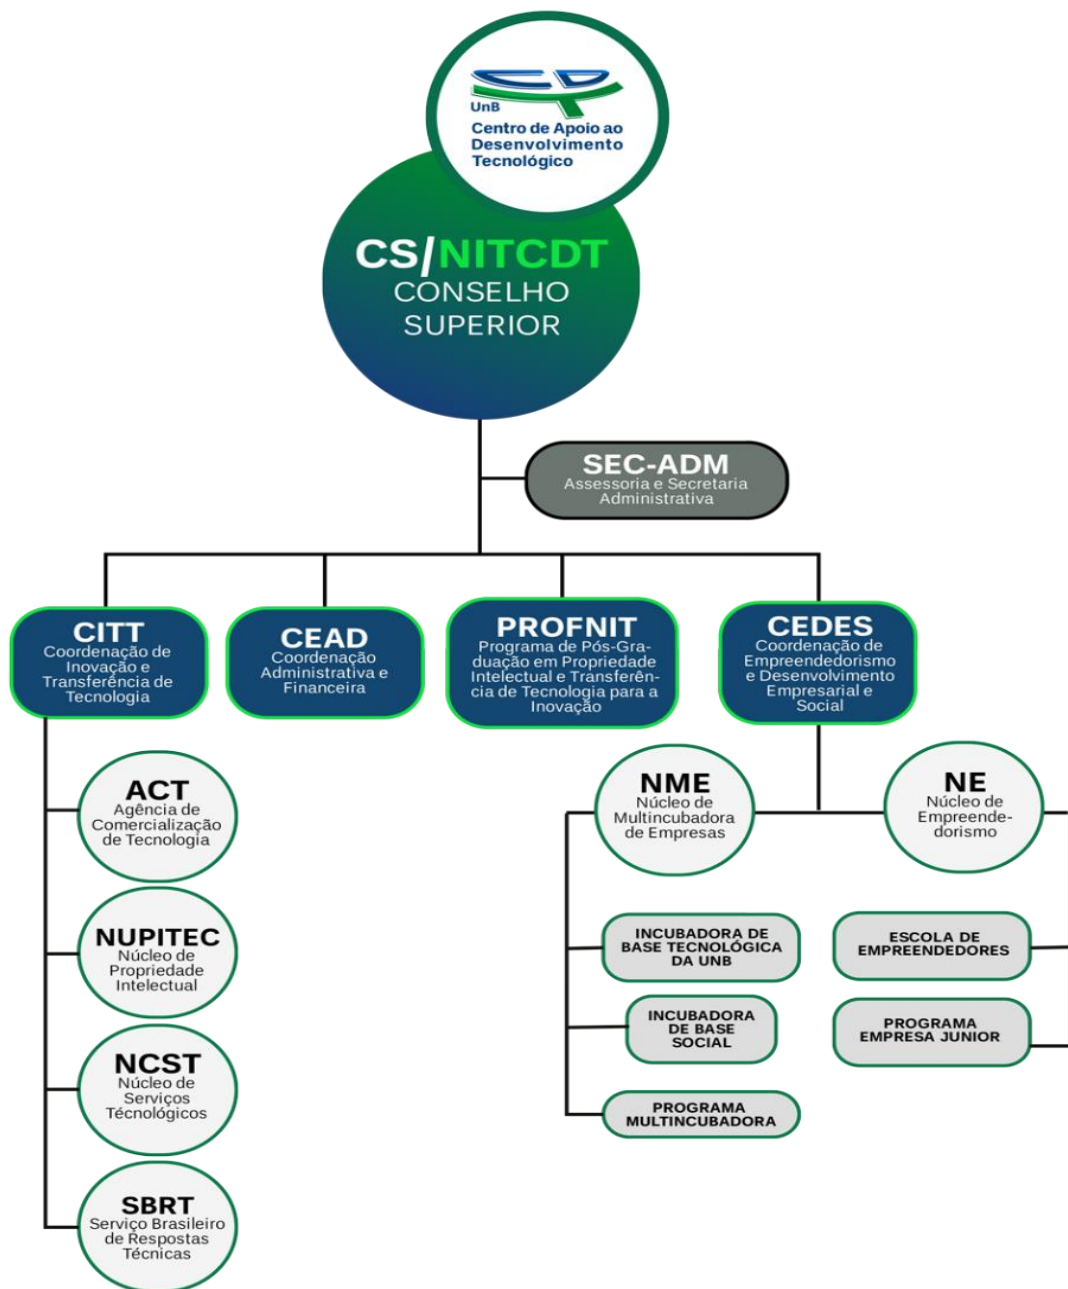 UnB
Centro de Apoio ao
Desenvolvimento
Tecnológico
CS/NITCDT
CONSELHO
SUPERIOR
SEC-ADM
Assessoria e Secretaria
Administrativa
CITT
Coordenação de
Inovação e
Transferência de
Tecnologia
CEAD
Coordenação
Administrativa e
Financeira
PROFNIT
Programa de Pós-Gra-
duação em Propriedade
Intelectual e Transferên-
cia de Tecnologia para a
Inovação
CEDES
Coordenação de
Empreendedorismo
e Desenvolvimento
Empresarial e
Social
ACT
Agência de
Comercialização
de Tecnologia
NUPITEC
Núcleo de
Propriedade
Intelectual
NCST
Núcleo de
Serviços
Técnológicos
SBRT
Serviço Brasileiro
de Respostas
Técnicas
NME
Núcleo de
Multincubadora
de Empresas
NE
Núcleo de
Empreende-
dorismo
INCUBADORA DE
BASE TECNOLÓGICA
DA UNB
INCUBADORA
DE BASE
SOCIAL
PROGRAMA
MULTINCUBADORA
ESCOLA DE
EMPREENDEDORES
PROGRAMA
EMPRESA JUNIOR